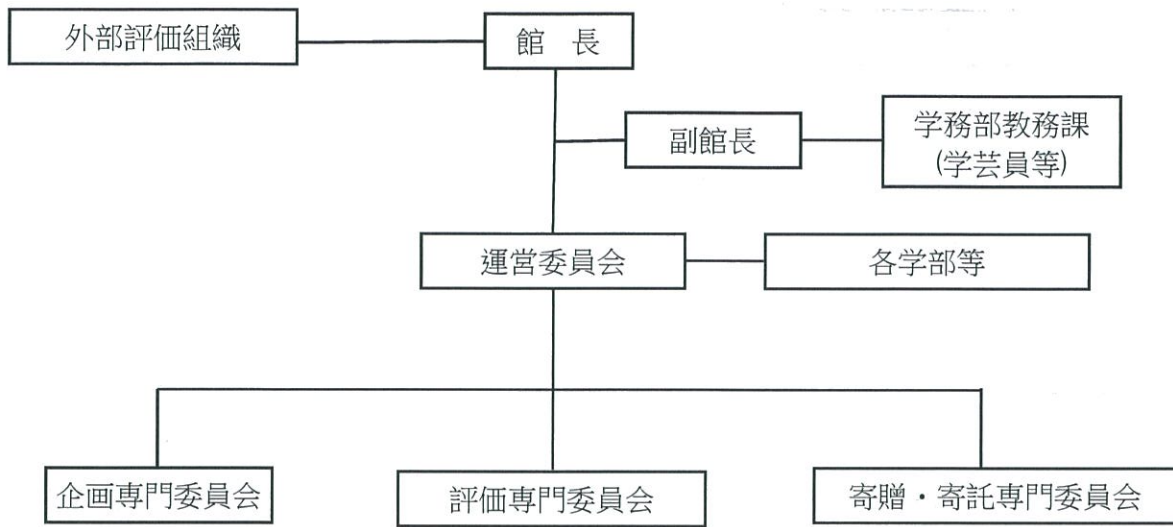 外部評価組織
館　長
副館長
学務部教務課
(学芸員等)
運営委員会
各学部等
企画専門委員会
評価専門委員会
寄贈・寄託専門委員会